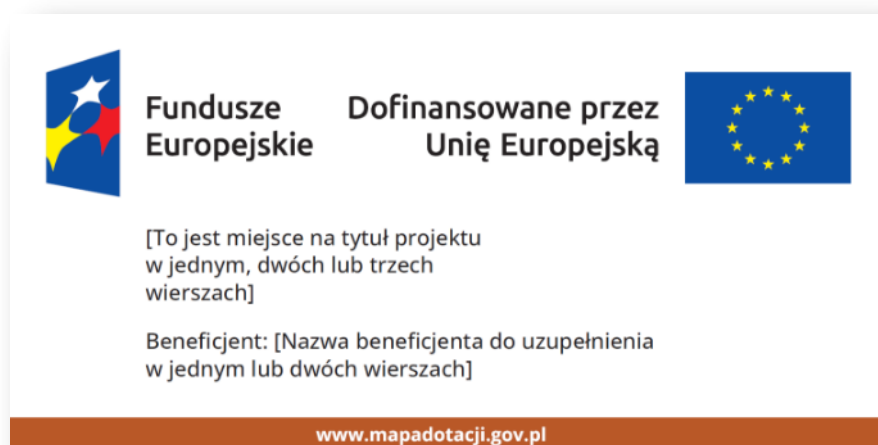 Fundusze
Europejskie
Dofinansowane przez
Unię Europejską
[To jest miejsce na tytuł projektu
w jednym, dwóch lub trzech
wierszach]
Beneficjent: [Nazwa beneficjenta do uzupełnienia
w jednym lub dwóch wierszach]
www.mapadotacji.gov.pl